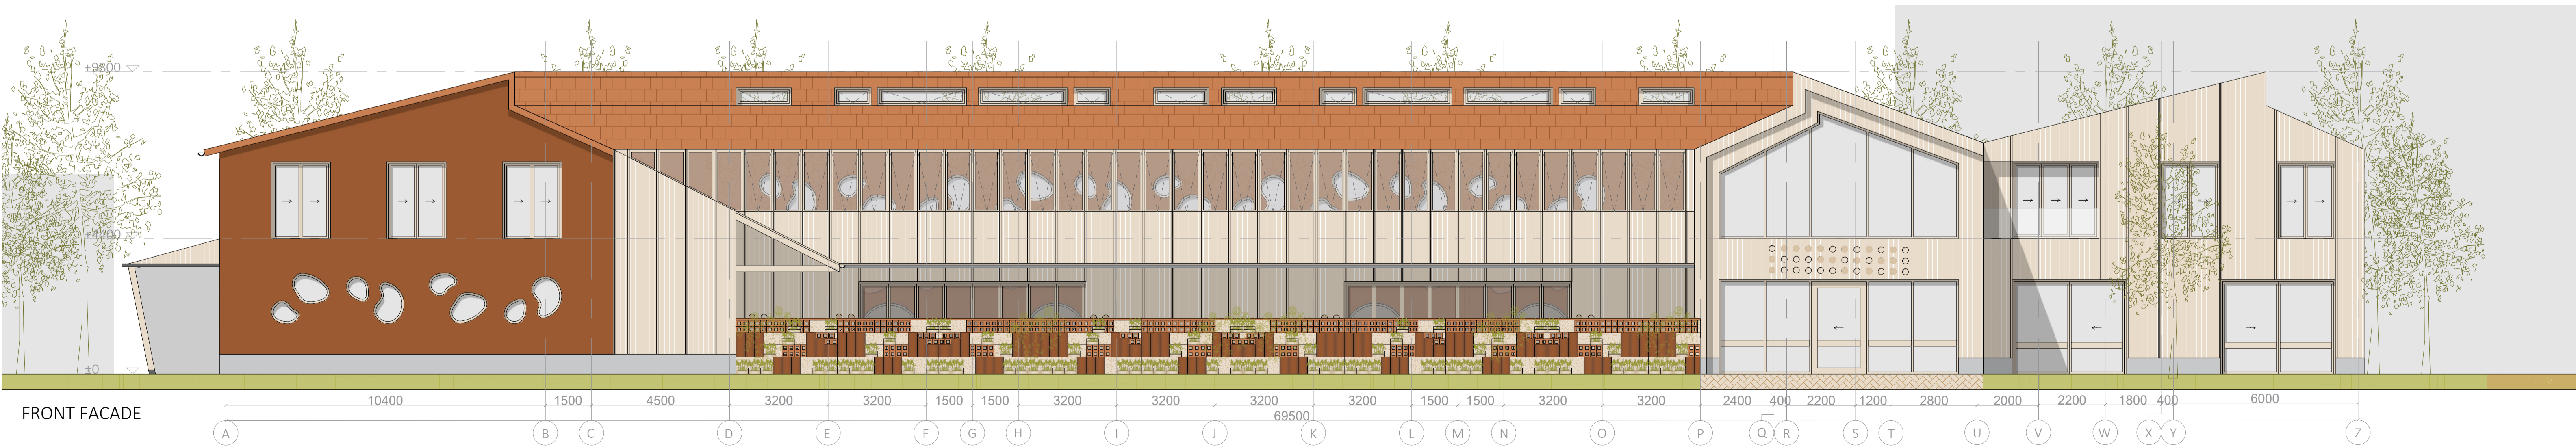 +9800
+4400
±0
10400 1500 4500 3200 3200 1500 1500 3200 3200 3200 3200 1500 1500 3200 3200 2400 400 2200 1200 2800 2000 2200 1800 400 6000
FRONT FACADE
69500
A B C D E F G H I J K L M N O P Q R S T U V W X Y Z